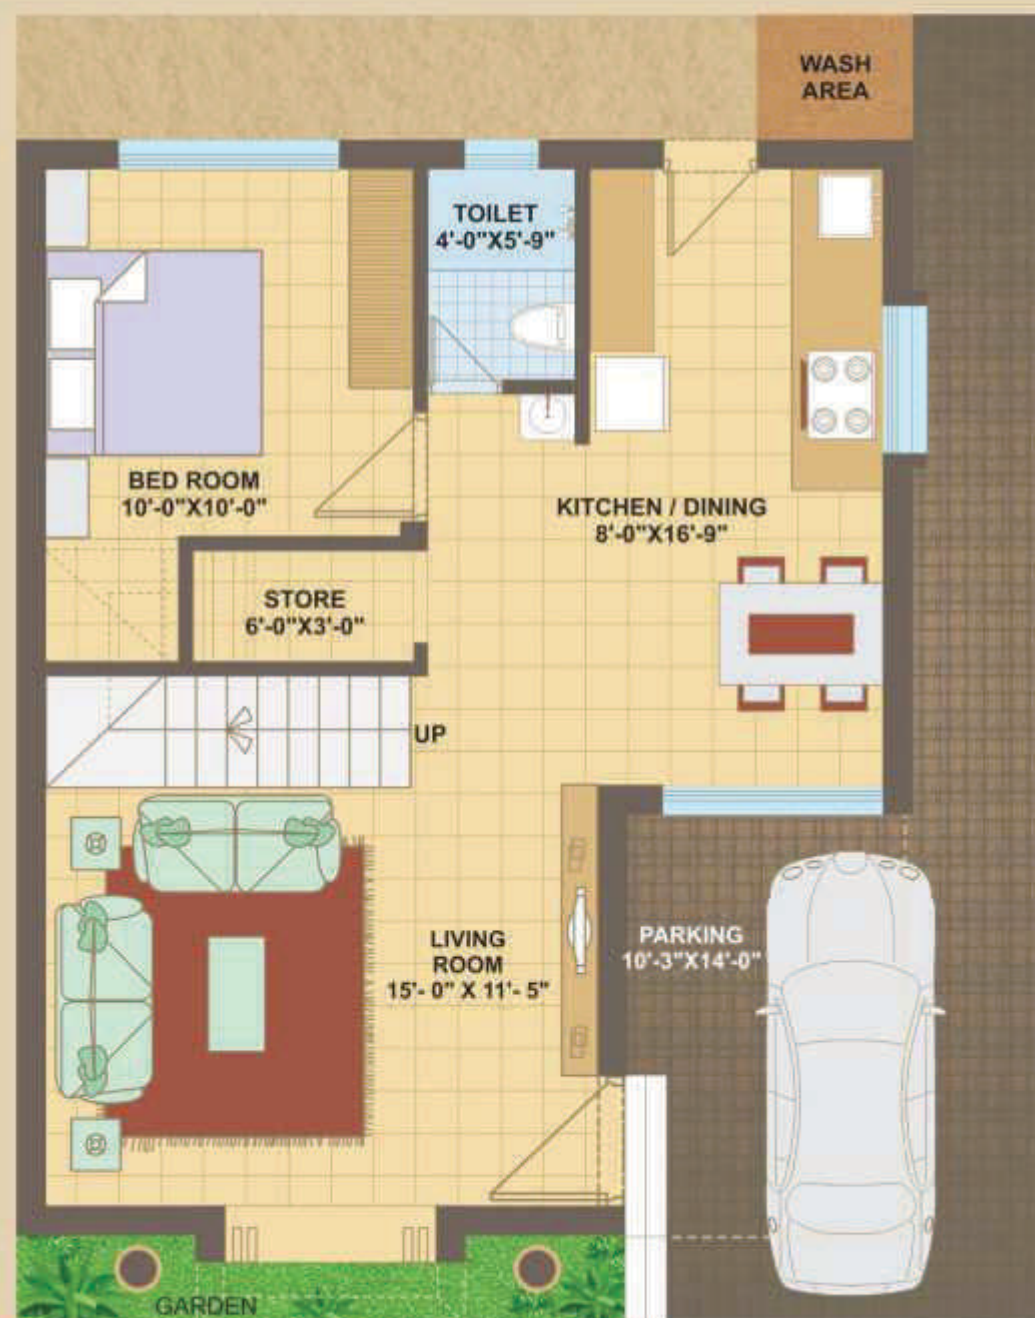 WASH
AREA
TOILET
4'-0"X5'-9"
BED ROOM
10'-0"X10'-0"
KITCHEN / DINING
8'-0"X16'-9"
STORE
6'-0"X3'-0"
UP
LIVING
ROOM
15'- 0" X 11'- 5"
PARKING
10'-3"X14'-0"
GARDEN